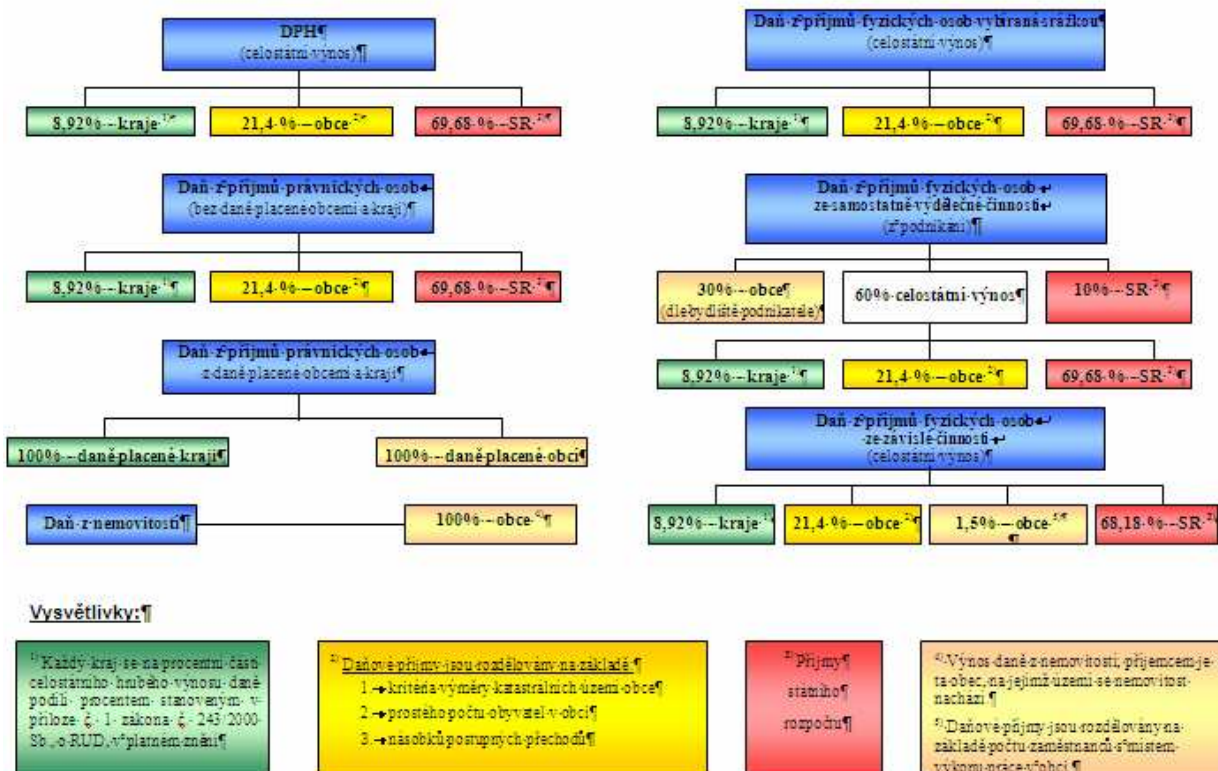 DPH¶
(celostátní·výnos)¶
8,92%·–·kraje·¹⁾¶
21,4·%·–·obce·²⁾¶
69,68·%·–·SR·³⁾¶
Daň·z·příjmů·právnických·osob↵
(bez·daně·placené·obcemi·a·kraji)¶
8,92%·–·kraje·¹⁾¶
21,4·%·–·obce·²⁾¶
69,68·%·–·SR·³⁾¶
Daň·z·příjmů·právnických·osob↵
z·daně·placené·obcemi·a·kraji¶
100%·–·daně·placené·kraji¶
100%·–·daně·placené·obcí¶
Daň·z·nemovitostí¶
100%·–·obce·⁴⁾¶
Daň·z·příjmů·fyzických·osob·vybíraná·srážkou¶
(celostátní·výnos)¶
8,92%·–·kraje·¹⁾¶
21,4·%·–·obce·²⁾¶
69,68·%·–·SR·³⁾¶
Daň·z·příjmů·fyzických·osob·↵
ze·samostatně·výdělečné·činnosti↵
(z·podnikání)¶
30%·–·obce¶
(dle·bydliště·podnikatele)¶
60%·celostátní·výnos¶
10%·–·SR·³⁾¶
8,92%·–·kraje·¹⁾¶
21,4·%·–·obce·²⁾¶
69,68·%·–·SR·³⁾¶
Daň·z·příjmů·fyzických·osob↵
ze·závislé·činnosti·↵
(celostátní·výnos)¶
8,92%·–·kraje·¹⁾¶
21,4·%·–·obce·²⁾¶
1,5%·–·obce·⁵⁾¶
¶
68,18·%·–·SR·³⁾¶
Vysvětlivky:¶
¹⁾·Každý·kraj·se·na·procentní·části·
celostátního·hrubého·výnosu·daně·
podílí·procentem·stanoveným·v·
příloze·č.·1·zákona·č.·243/2000·
Sb.,·o·RUD,·v·platném·znění¶
²⁾·Daňové·příjmy·jsou·rozdělovány·na·základě:¶
1.→kritéria·výměry·katastrálních·území·obce¶
2.→prostého·počtu·obyvatel·v·obci¶
3.→násobků·postupných·přechodů¶
³⁾·Příjmy¶
státního¶
rozpočtu¶
⁴⁾·Výnos·daně·z·nemovitostí,·příjemcem·je·
ta·obec,·na·jejímž·území·se·nemovitost·
nachází.¶
⁵⁾·Daňové·příjmy·jsou·rozdělovány·na·
základě·počtu·zaměstnanců·s·místem·
výkonu·práce·v·obci.¶